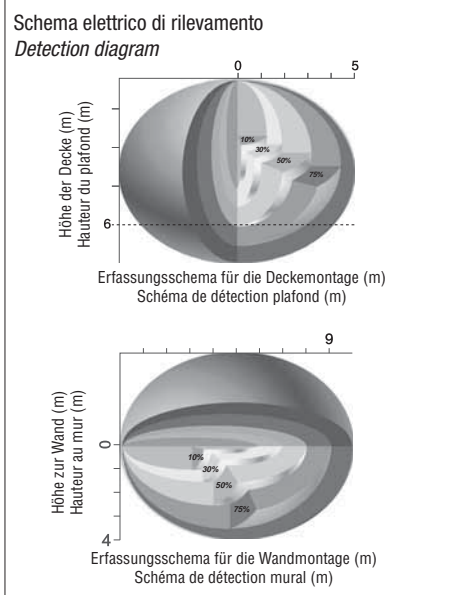 Schema elettrico di rilevamento
Detection diagram
0 5
Höhe der Decke (m)
Hauteur du plafond (m)
10%
30%
50%
75%
6
Erfassungsschema für die Deckemontage (m)
Schéma de détection plafond (m)
9
Höhe zur Wand (m)
Hauteur au mur (m)
0
10%
30%
50%
75%
4
Erfassungsschema für die Wandmontage (m)
Schéma de détection mural (m)